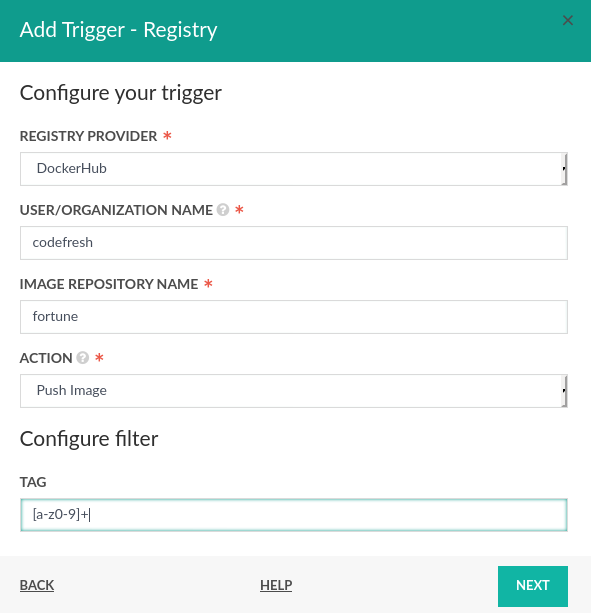 Add Trigger - Registry
×
Configure your trigger
REGISTRY PROVIDER *
DockerHub
USER/ORGANIZATION NAME ? *
codefresh
IMAGE REPOSITORY NAME *
fortune
ACTION ? *
Push Image
Configure filter
TAG
[a-z0-9]+
BACK HELP NEXT